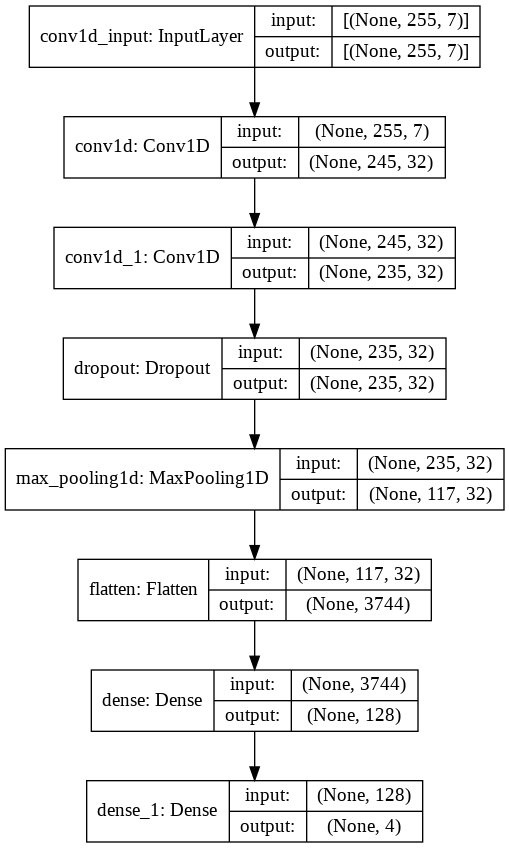 conv1d_input: InputLayer
input: [(None, 255, 7)]
output: [(None, 255, 7)]
conv1d: Conv1D
input: (None, 255, 7)
output: (None, 245, 32)
conv1d_1: Conv1D
input: (None, 245, 32)
output: (None, 235, 32)
dropout: Dropout
input: (None, 235, 32)
output: (None, 235, 32)
max_pooling1d: MaxPooling1D
input: (None, 235, 32)
output: (None, 117, 32)
flatten: Flatten
input: (None, 117, 32)
output: (None, 3744)
dense: Dense
input: (None, 3744)
output: (None, 128)
dense_1: Dense
input: (None, 128)
output: (None, 4)